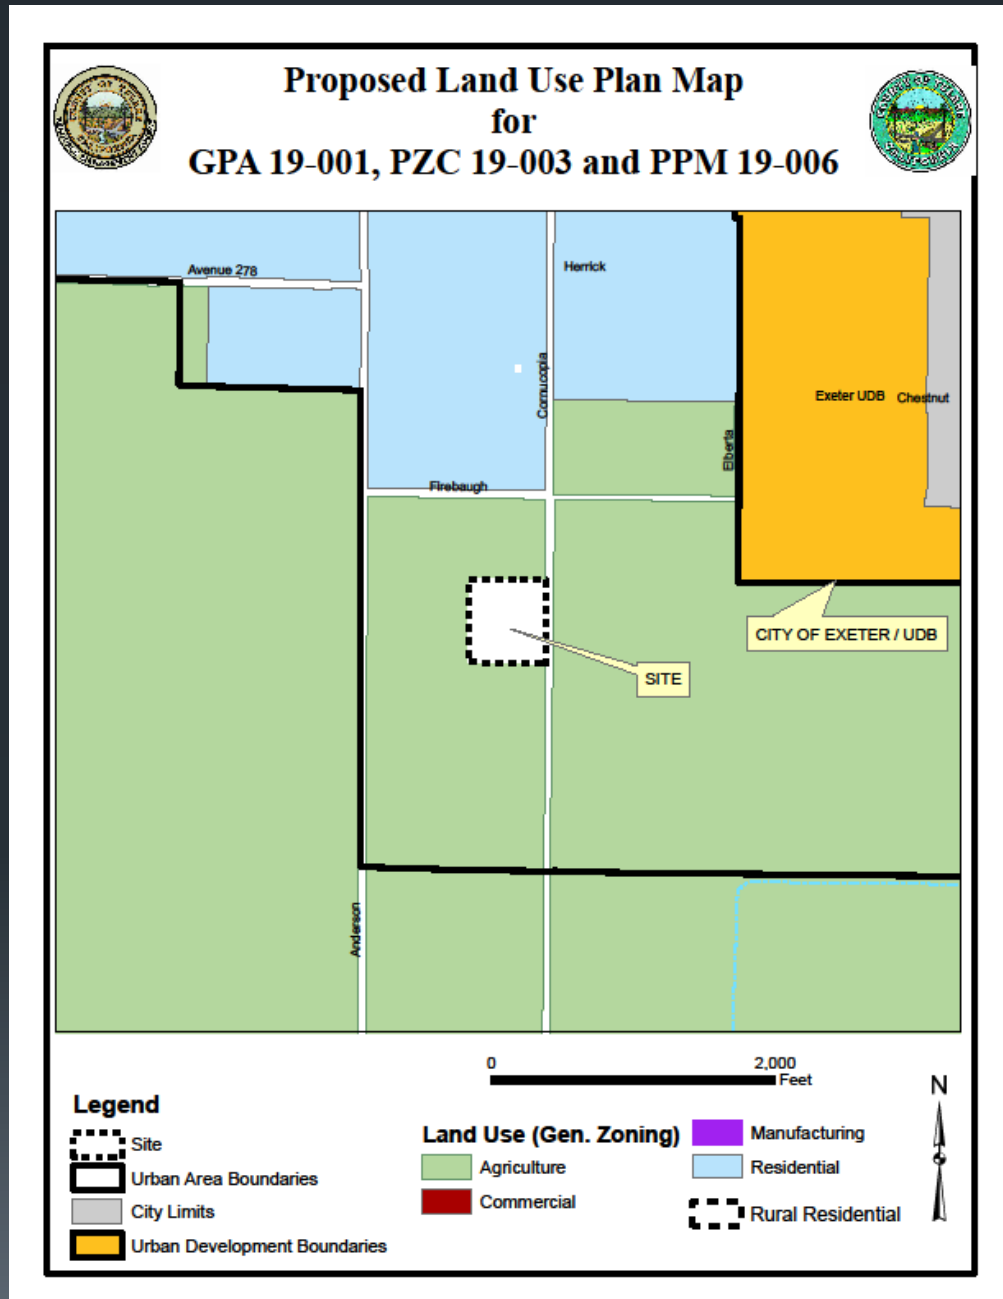 Proposed Land Use Plan Map
for
GPA 19-001, PZC 19-003 and PPM 19-006
Avenue 278
Herrick
Cornucopia
Exeter UDB
Chestnut
Elberta
Firebaugh
CITY OF EXETER / UDB
SITE
Anderson
0 2,000
Feet
N
Legend
Site
Urban Area Boundaries
City Limits
Urban Development Boundaries
Land Use (Gen. Zoning)
Agriculture
Commercial
Manufacturing
Residential
Rural Residential